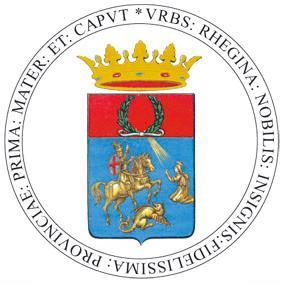 VRBS: RHEGINA: NOBILIS: INSIGNIS: FIDELISSIMA: PROVINCIAE: PRIMA: MATER: ET: CAPVT *